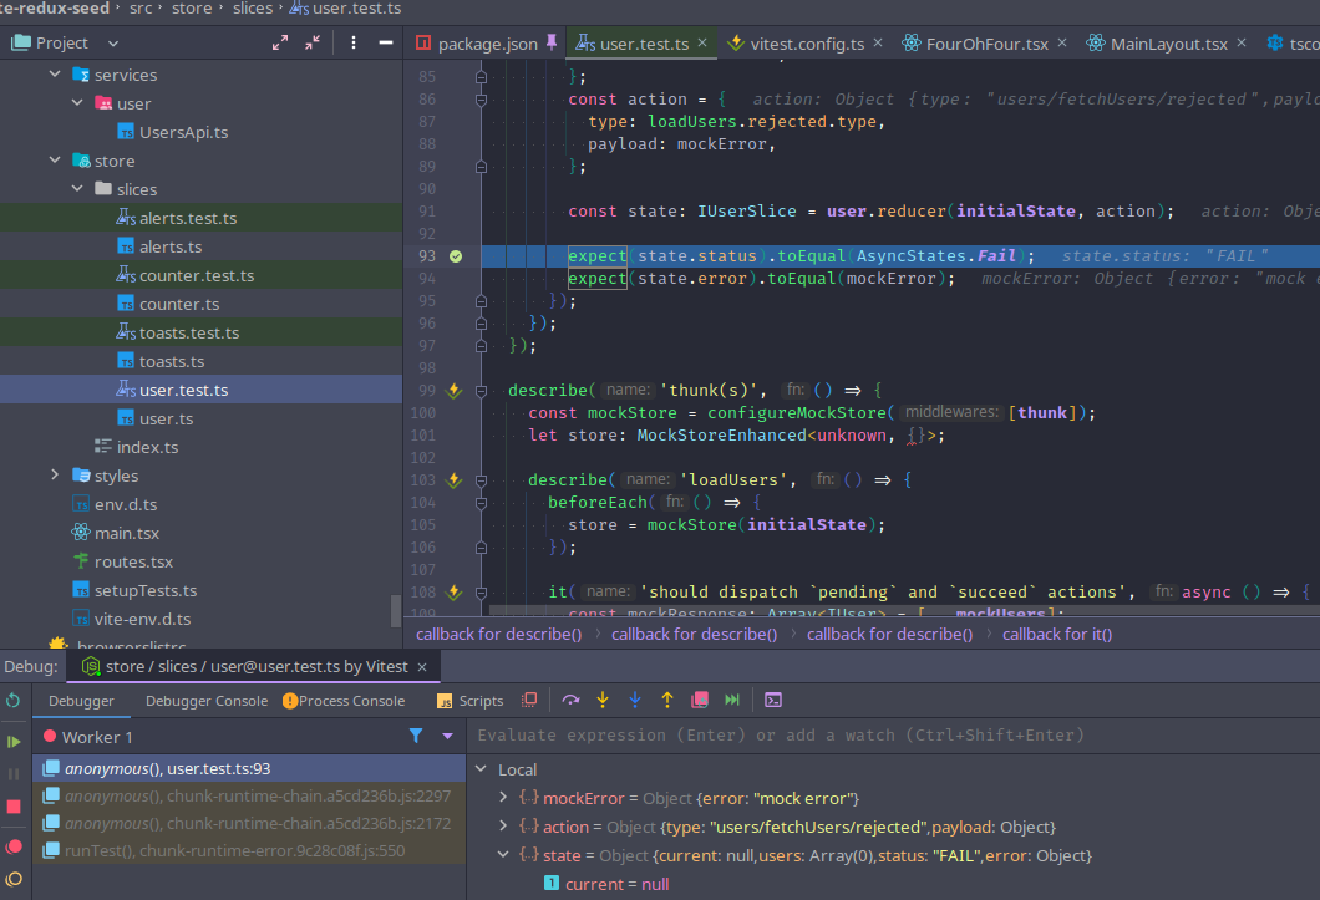 te-redux-seed › src › store › slices › user.test.ts
Project
package.json user.test.ts × vitest.config.ts × FourOhFour.tsx × MainLayout.tsx × tsco
services
user
UsersApi.ts
store
slices
alerts.test.ts
alerts.ts
counter.test.ts
counter.ts
toasts.test.ts
toasts.ts
user.test.ts
user.ts
index.ts
styles
env.d.ts
main.tsx
routes.tsx
setupTests.ts
vite-env.d.ts
.browserslistrc
85 };
86 const action = { action: Object {type: "users/fetchUsers/rejected",paylo
87 type: loadUsers.rejected.type,
88 payload: mockError,
89 };
90
91 const state: IUserSlice = user.reducer(initialState, action); action: Obje
92
93 expect(state.status).toEqual(AsyncStates.Fail); state.status: "FAIL"
94 expect(state.error).toEqual(mockError); mockError: Object {error: "mock e
95 });
96 });
97 });
98
99 describe( name: 'thunk(s)', fn: () => {
100 const mockStore = configureMockStore( middlewares: [thunk]);
101 let store: MockStoreEnhanced<unknown, {}>;
102
103 describe( name: 'loadUsers', fn: () => {
104 beforeEach( fn: () => {
105 store = mockStore(initialState);
106 });
107
108 it( name: 'should dispatch `pending` and `succeed` actions', fn: async () => {
109 const mockResponse: Array<IUser> = [...mockUsers];
callback for describe() › callback for describe() › callback for describe() › callback for it()
Debug: store / slices / user@user.test.ts by Vitest ×
Debugger Debugger Console Process Console Scripts
Worker 1
anonymous(), user.test.ts:93
anonymous(), chunk-runtime-chain.a5cd236b.js:2297
anonymous(), chunk-runtime-chain.a5cd236b.js:2172
runTest(), chunk-runtime-error.9c28c08f.js:550
Evaluate expression (Enter) or add a watch (Ctrl+Shift+Enter)
Local
mockError = Object {error: "mock error"}
action = Object {type: "users/fetchUsers/rejected",payload: Object}
state = Object {current: null,users: Array(0),status: "FAIL",error: Object}
current = null